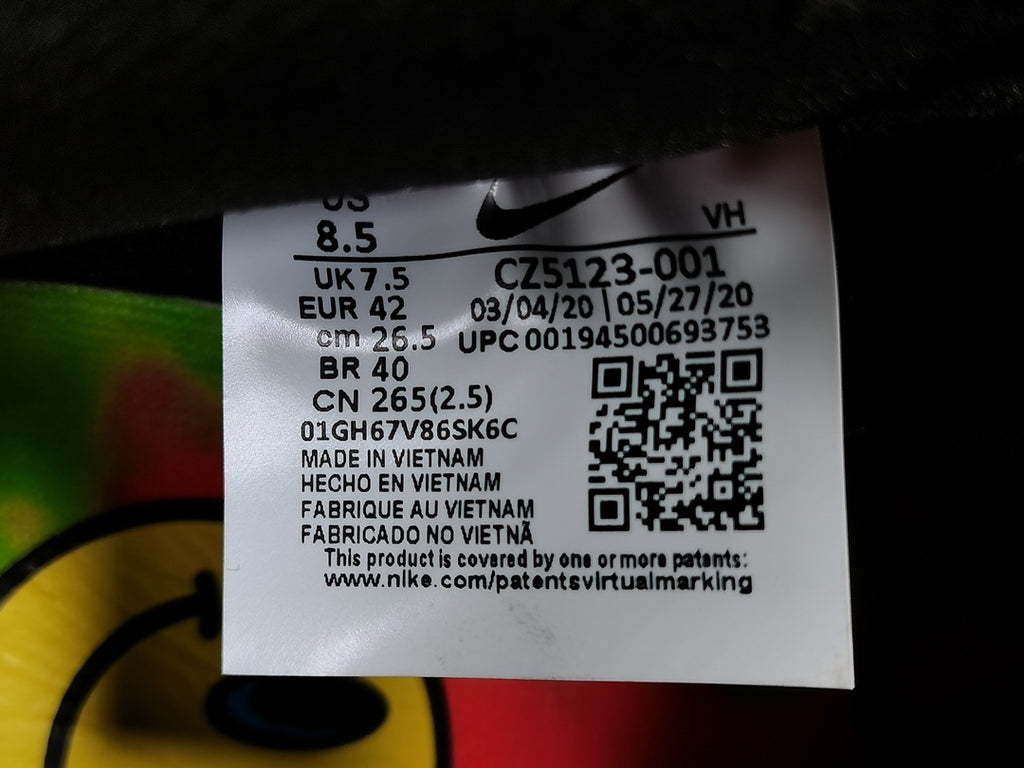 US
8.5
VH
UK 7.5
CZ5123-001
EUR 42
03/04/20 | 05/27/20
cm 26.5
UPC 00194500693753
BR 40
CN 265(2.5)
01GH67V86SK6C
MADE IN VIETNAM
HECHO EN VIETNAM
FABRIQUE AU VIETNAM
FABRICADO NO VIETNÃ
This product is covered by one or more patents:
www.nike.com/patentsvirtualmarking